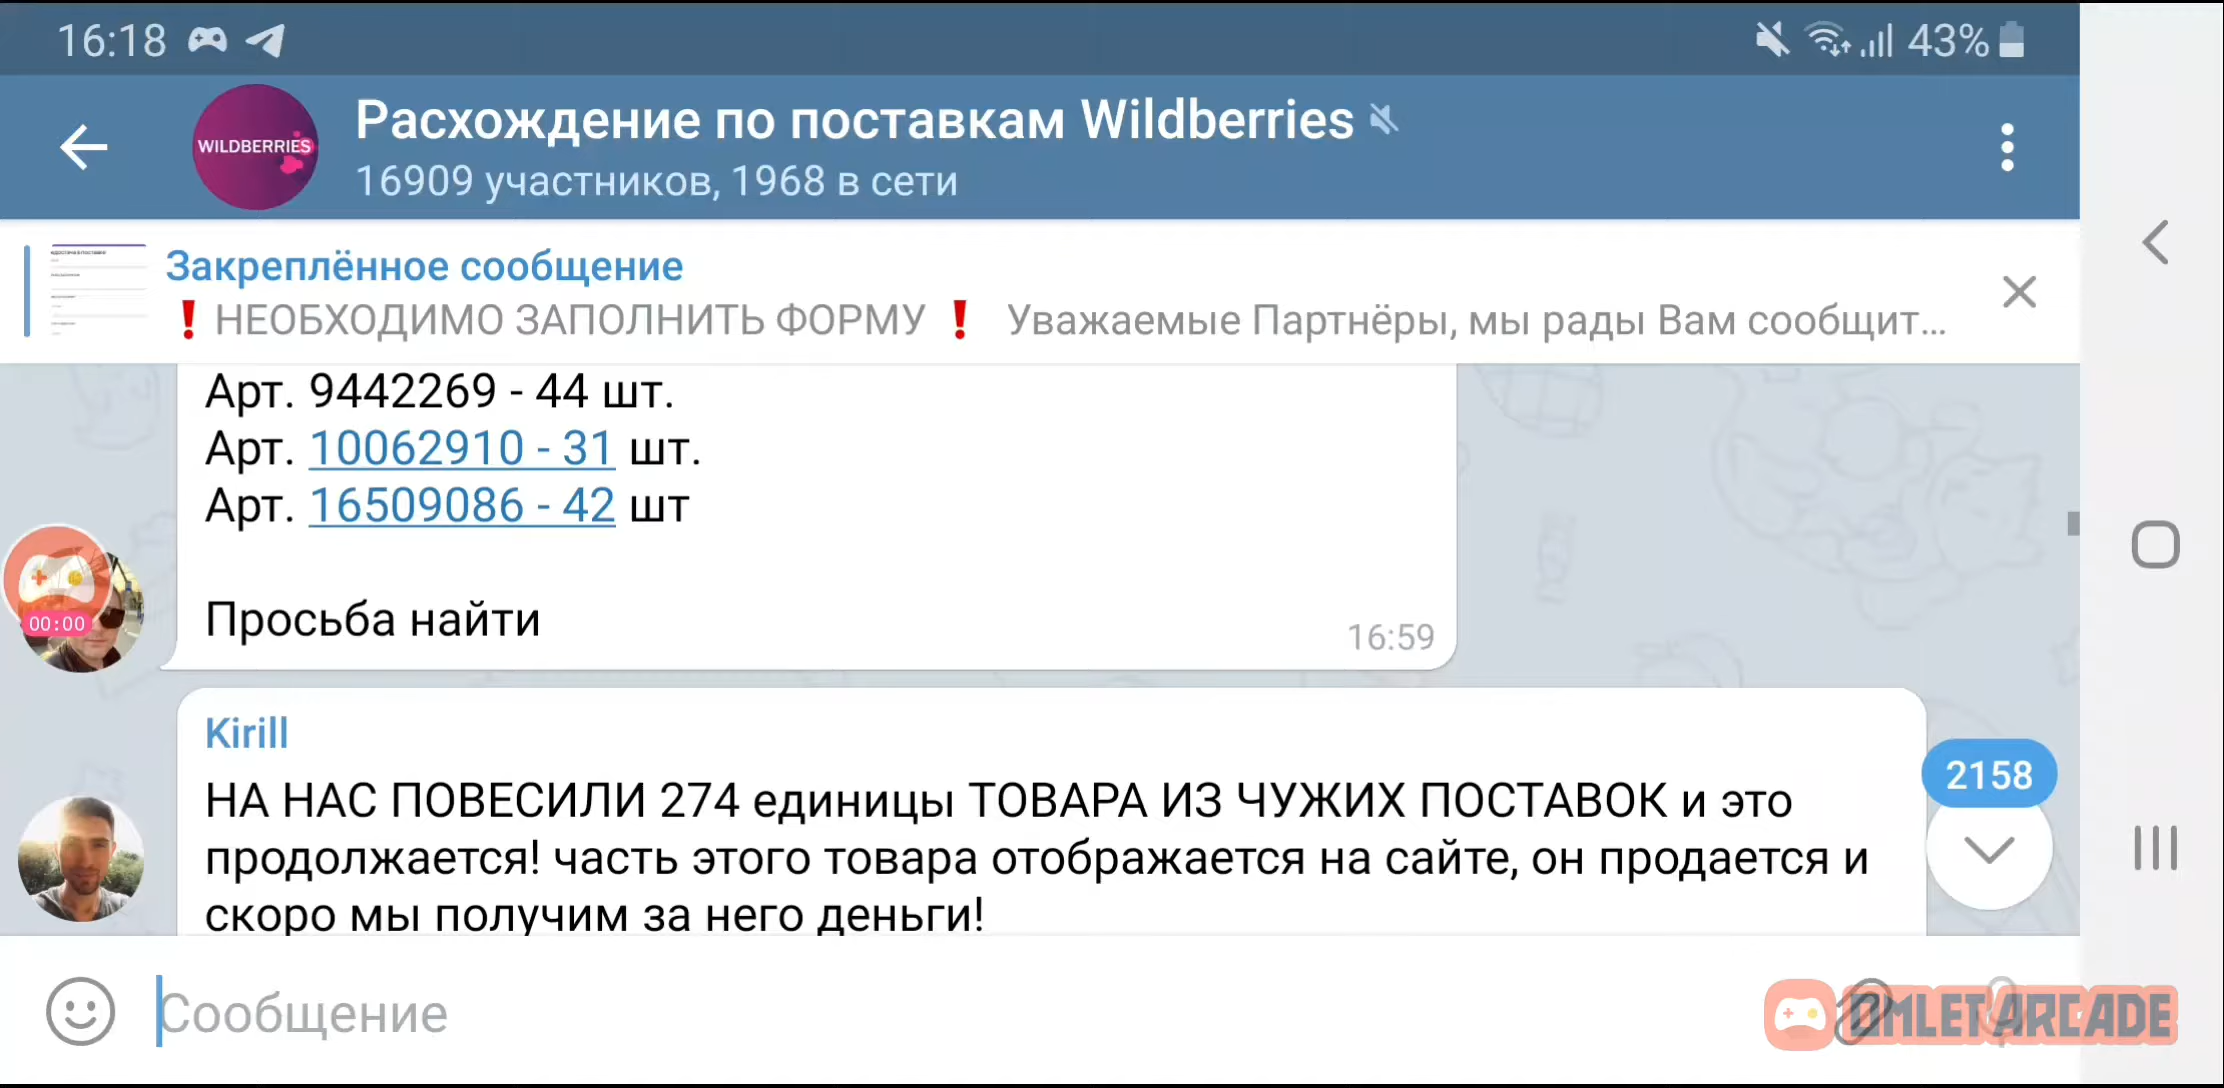 16:18
43%
WILDBERRIES
Расхождение по поставкам Wildberries
16909 участников, 1968 в сети
Закреплённое сообщение
❗НЕОБХОДИМО ЗАПОЛНИТЬ ФОРМУ❗ Уважаемые Партнёры, мы рады Вам сообщит...
Арт. 9442269 - 44 шт.
Арт. 10062910 - 31 шт.
Арт. 16509086 - 42 шт
00:00
Просьба найти
16:59
Kirill
НА НАС ПОВЕСИЛИ 274 единицы ТОВАРА ИЗ ЧУЖИХ ПОСТАВОК и это
продолжается! часть этого товара отображается на сайте, он продается и
скоро мы получим за него деньги!
2158
Сообщение
OMLET ARCADE